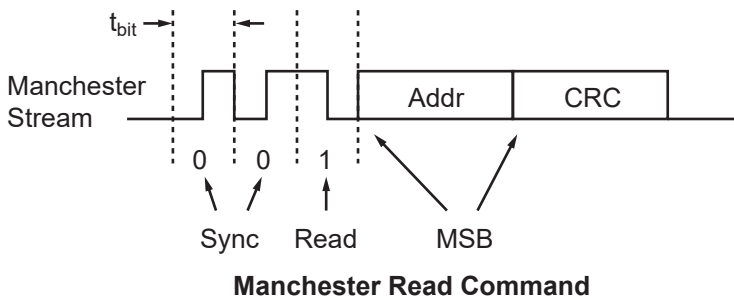 tbit
Manchester
Stream
Addr
CRC
0
0
1
Sync
Read
MSB
Manchester Read Command